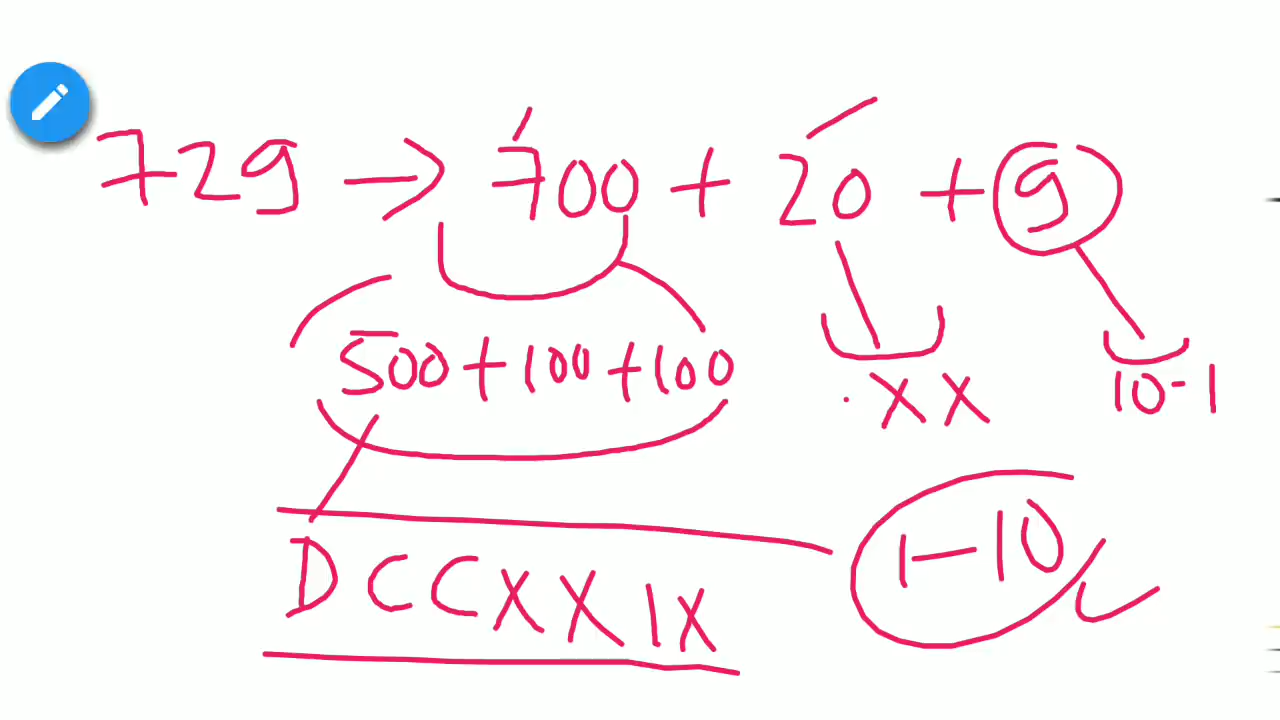 729 → 700 + 20 + 9
500+100+100
XX
10-1
1-10
DCCXXIX